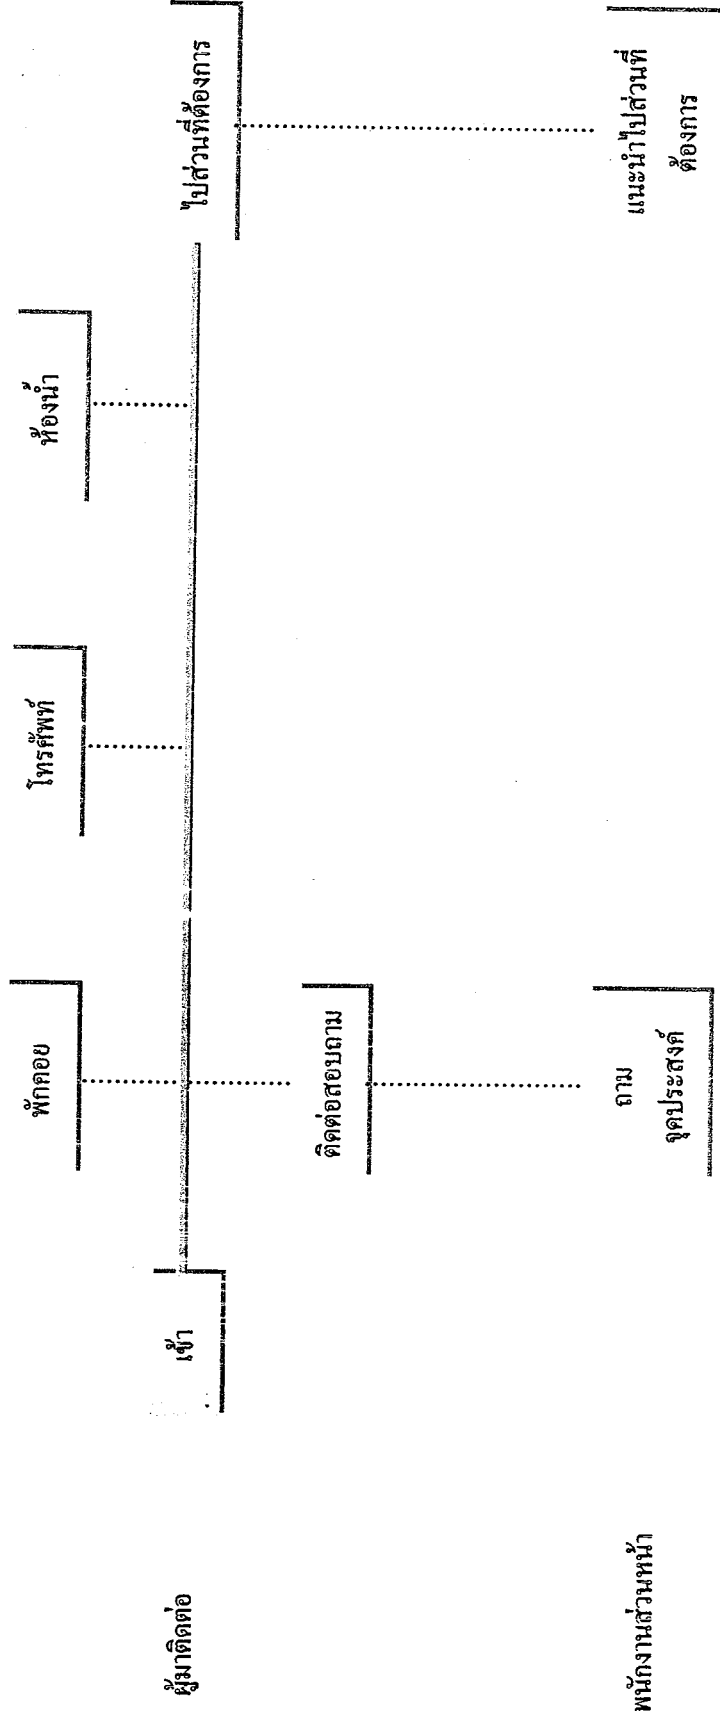 พักคอย
โทรศัพท์
ห้องน้ำ
ผู้มาติดต่อ
เข้า
ไปส่วนที่ต้องการ
ติดต่อสอบถาม
พนักงานส่วนหน้า
ถาม
จุดประสงค์
แนะนำไปส่วนที่
ต้องการ